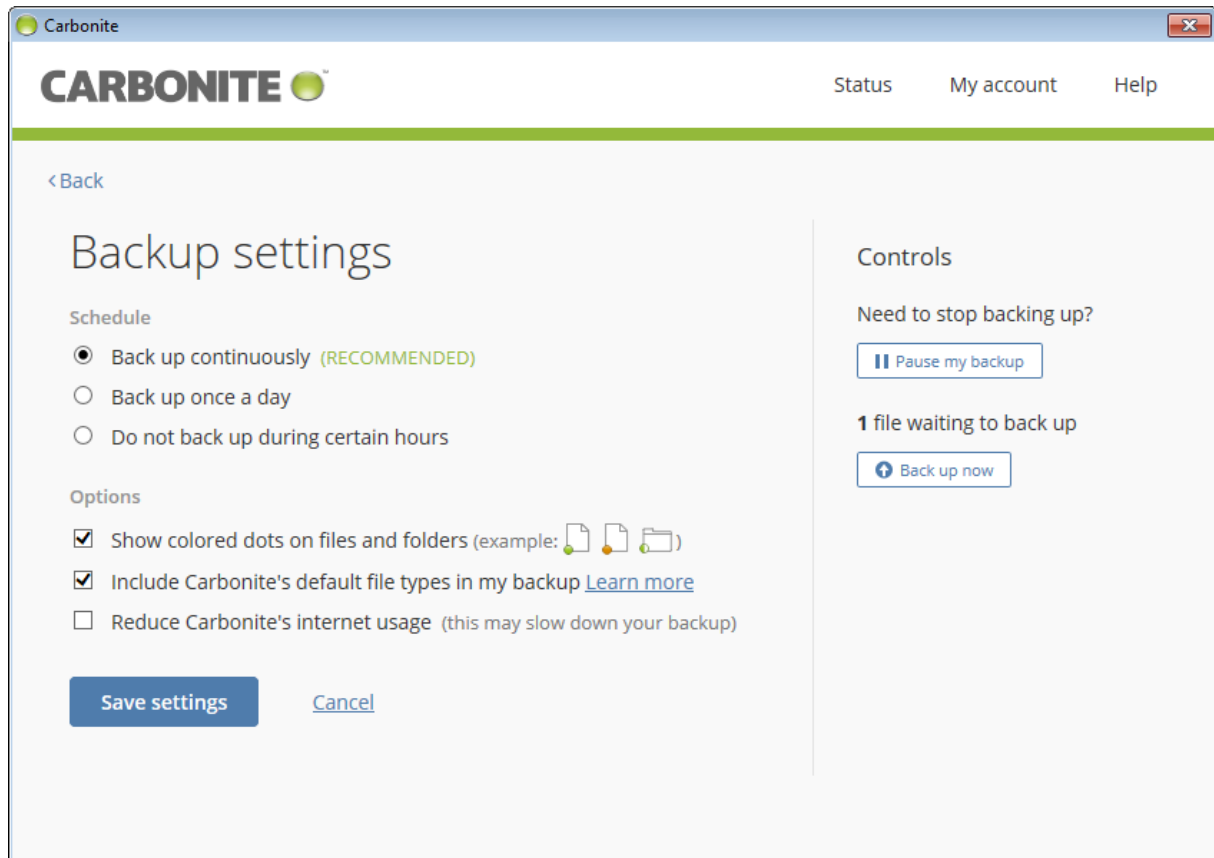 Carbonite
CARBONITE™
Status My account Help
<Back
Backup settings
Schedule
Back up continuously (RECOMMENDED)
Back up once a day
Do not back up during certain hours
Options
Show colored dots on files and folders (example: )
Include Carbonite's default file types in my backup Learn more
Reduce Carbonite's internet usage (this may slow down your backup)
Save settings Cancel
Controls
Need to stop backing up?
Pause my backup
1 file waiting to back up
Back up now